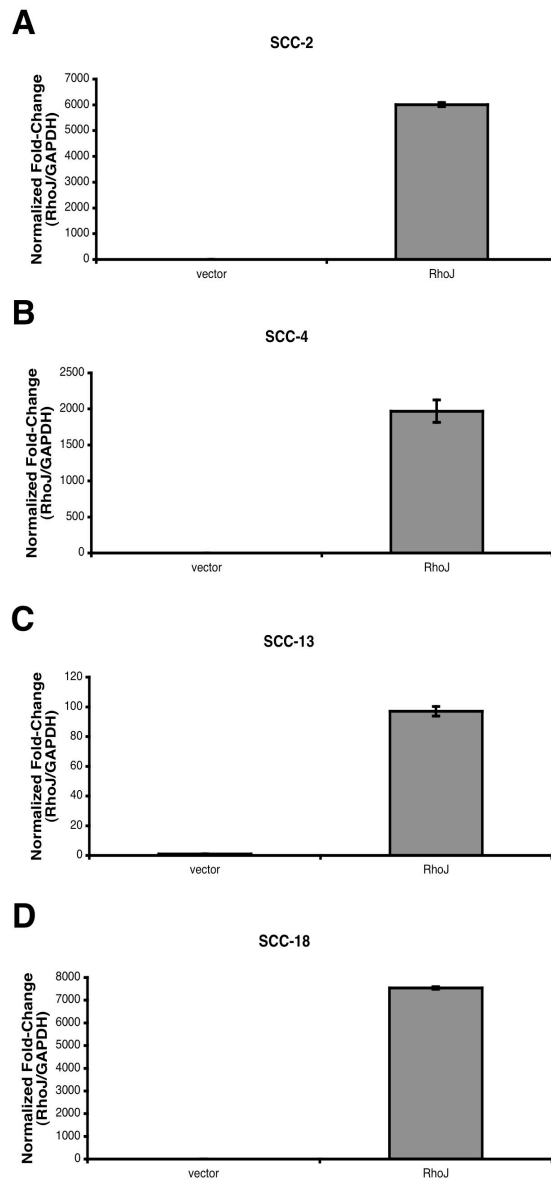 A
SCC-2
Normalized Fold-Change
(RhoJ/GAPDH)
7000
6000
5000
4000
3000
2000
1000
0
vector
RhoJ
B
SCC-4
Normalized Fold-Change
(RhoJ/GAPDH)
2500
2000
1500
1000
500
0
vector
RhoJ
C
SCC-13
Normalized Fold-Change
(RhoJ/GAPDH)
120
100
80
60
40
20
0
vector
RhoJ
D
SCC-18
Normalized Fold-Change
(RhoJ/GAPDH)
8000
7000
6000
5000
4000
3000
2000
1000
0
vector
RhoJ